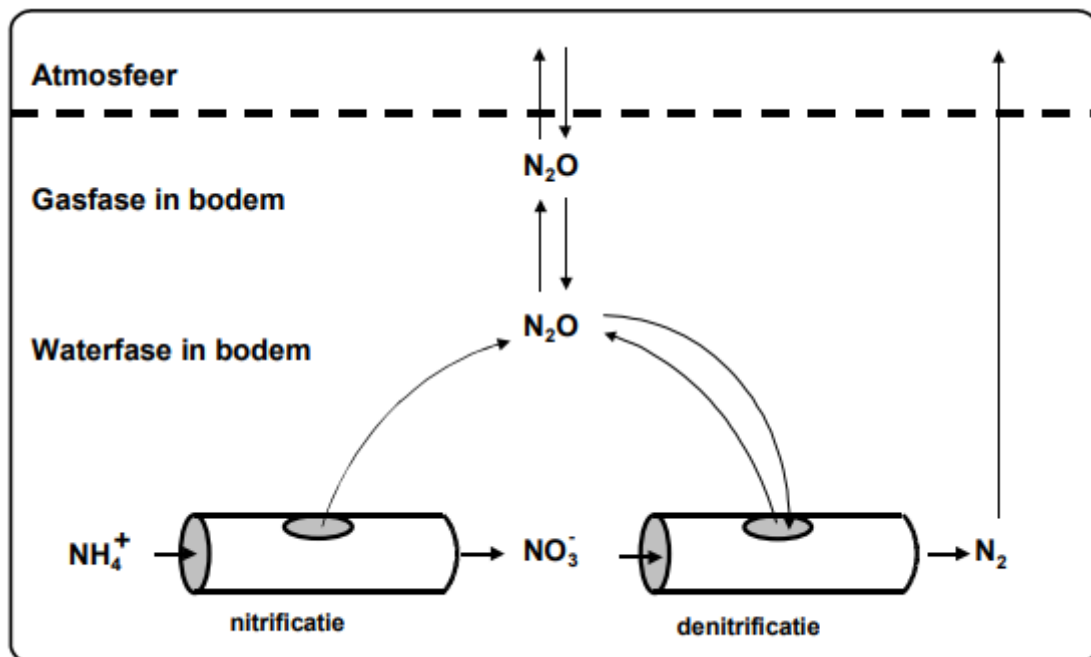 Atmosfeer
N₂O
Gasfase in bodem
N₂O
Waterfase in bodem
NH₄⁺
NO₃⁻
N₂
nitrificatie
denitrificatie